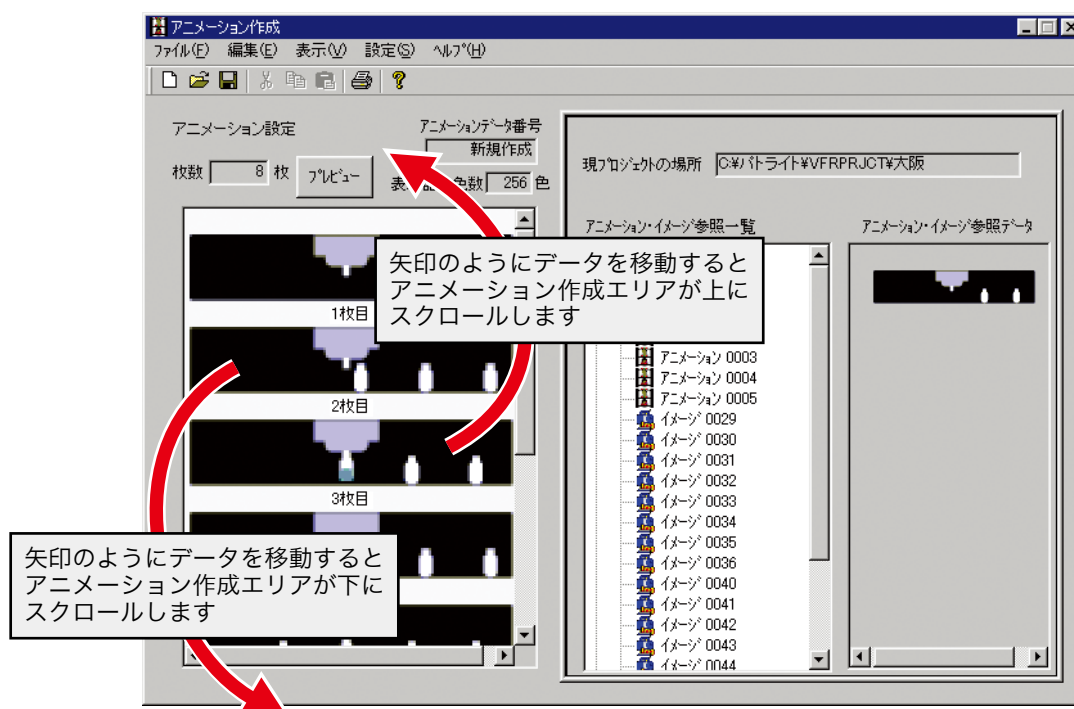 アニメーション作成
ファイル(F) 編集(E) 表示(V) 設定(S) ヘルプ(H)
アニメーション設定
アニメーションデータ番号
新規作成
枚数 8 枚
プレビュー
色数 256 色
1枚目
2枚目
3枚目
矢印のようにデータを移動すると
アニメーション作成エリアが上に
スクロールします
矢印のようにデータを移動すると
アニメーション作成エリアが下に
スクロールします
現プロジェクトの場所 C:¥パトライト¥VFRPRJCT¥大阪
アニメーション・イメージ参照一覧
アニメーション 0003
アニメーション 0004
アニメーション 0005
イメージ 0029
イメージ 0030
イメージ 0031
イメージ 0032
イメージ 0033
イメージ 0034
イメージ 0035
イメージ 0036
イメージ 0040
イメージ 0041
イメージ 0042
イメージ 0043
イメージ 0044
アニメーション・イメージ参照データ